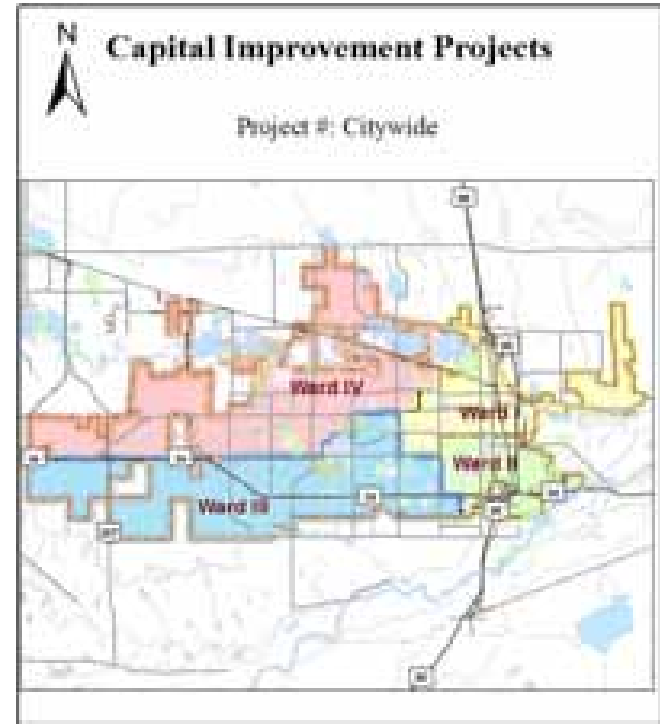 N
Capital Improvement Projects
Project #: Citywide
Ward IV
Ward I
Ward II
Ward III